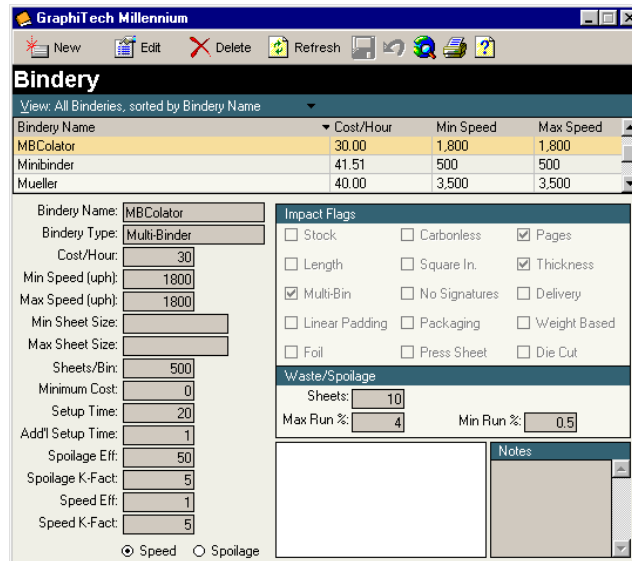 GraphiTech Millennium
New Edit Delete Refresh
Bindery
View: All Binderies, sorted by Bindery Name
Bindery Name Cost/Hour Min Speed Max Speed
MBColator 30.00 1,800 1,800
Minibinder 41.51 500 500
Mueller 40.00 3,500 3,500
Bindery Name: MBColator
Bindery Type: Multi-Binder
Cost/Hour: 30
Min Speed (uph): 1800
Max Speed (uph): 1800
Min Sheet Size:
Max Sheet Size:
Sheets/Bin: 500
Minimum Cost: 0
Setup Time: 20
Add'l Setup Time: 1
Spoilage Eff: 50
Spoilage K-Fact: 5
Speed Eff: 1
Speed K-Fact: 5
Speed Spoilage
Impact Flags
Stock Carbonless Pages
Length Square In. Thickness
Multi-Bin No Signatures Delivery
Linear Padding Packaging Weight Based
Foil Press Sheet Die Cut
Waste/Spoilage
Sheets: 10
Max Run %: 4 Min Run %: 0.5
Notes